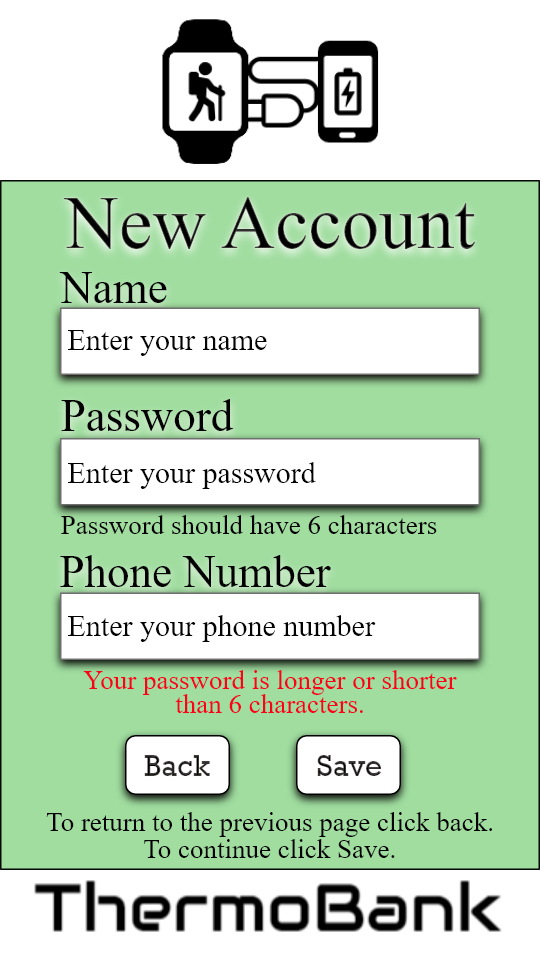 New Account
Name
Enter your name
Password
Enter your password
Password should have 6 characters
Phone Number
Enter your phone number
Your password is longer or shorter
than 6 characters.
Back
Save
To return to the previous page click back.
To continue click Save.
ThermoBank